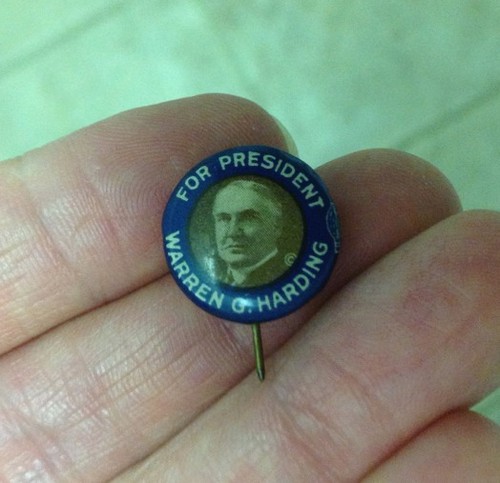 FOR PRESIDENT
WARREN G. HARDING
©